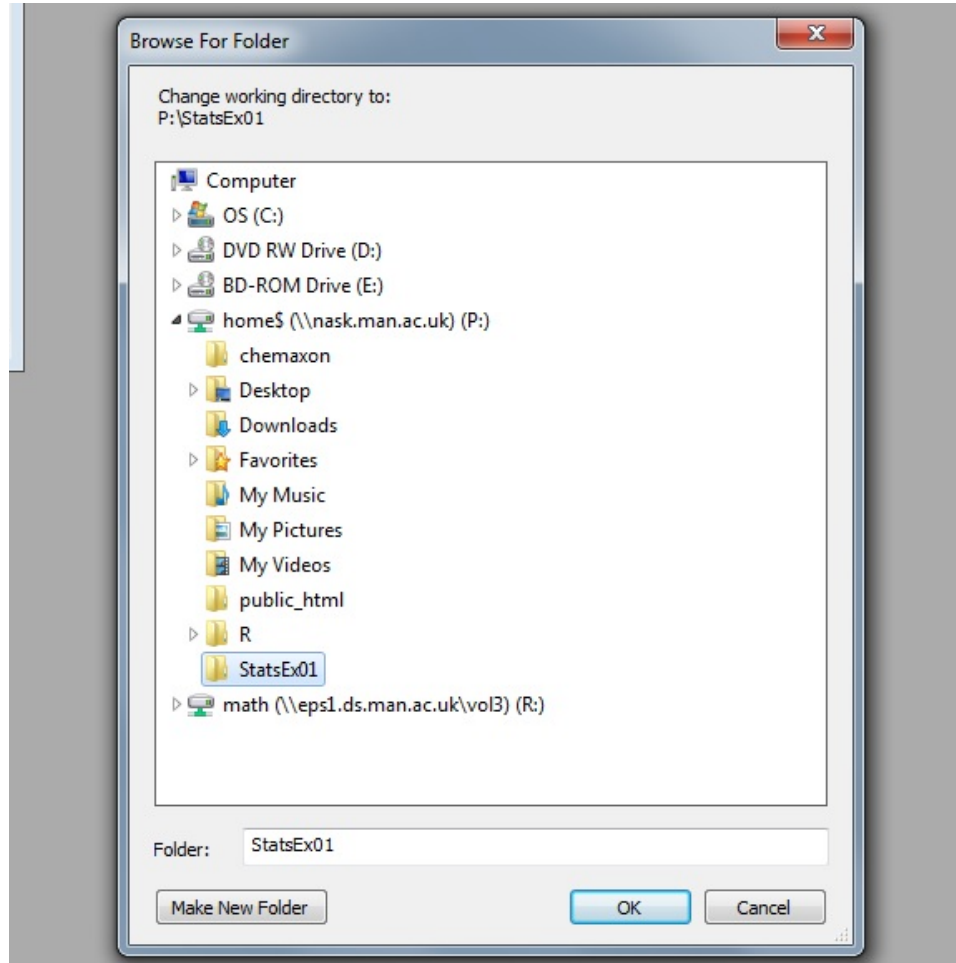 Browse For Folder
Change working directory to:
P:\StatsEx01
Computer
OS (C:)
DVD RW Drive (D:)
BD-ROM Drive (E:)
home$ (\\nask.man.ac.uk) (P:)
chemaxon
Desktop
Downloads
Favorites
My Music
My Pictures
My Videos
public_html
R
StatsEx01
math (\\eps1.ds.man.ac.uk\vol3) (R:)
Folder: StatsEx01
Make New Folder OK Cancel